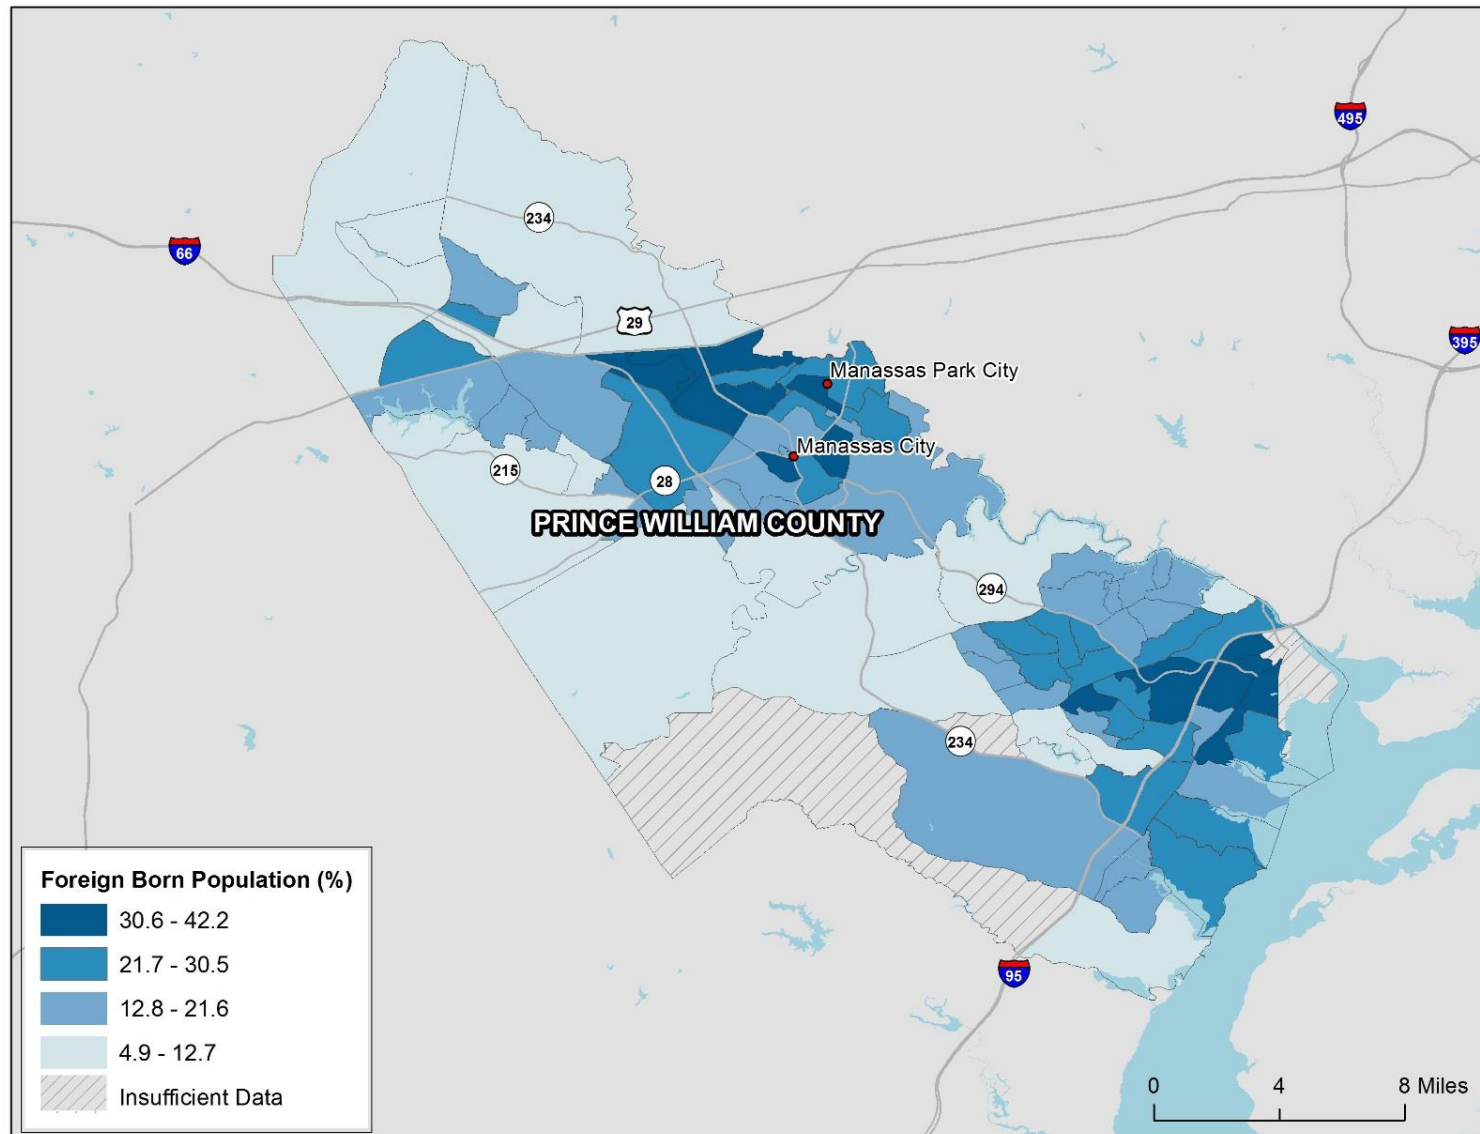 495
234
66
29
395
Manassas Park City
Manassas City
215
28
PRINCE WILLIAM COUNTY
294
234
95
Foreign Born Population (%)
30.6 - 42.2
21.7 - 30.5
12.8 - 21.6
4.9 - 12.7
Insufficient Data
0 4 8 Miles